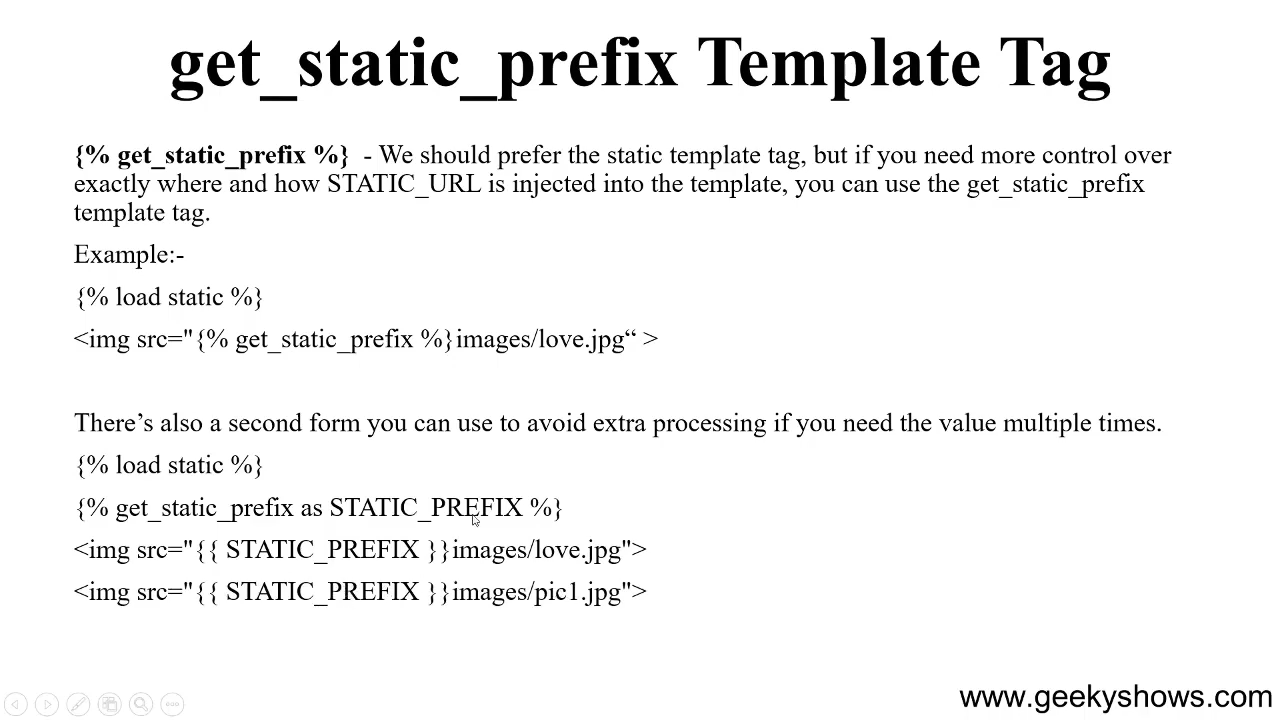 get_static_prefix Template Tag
{% get_static_prefix %}  - We should prefer the static template tag, but if you need more control over
exactly where and how STATIC_URL is injected into the template, you can use the get_static_prefix
template tag.
Example:-
{% load static %}
<img src="{% get_static_prefix %}images/love.jpg“ >
There’s also a second form you can use to avoid extra processing if you need the value multiple times.
{% load static %}
{% get_static_prefix as STATIC_PREFIX %}
<img src="{{ STATIC_PREFIX }}images/love.jpg">
<img src="{{ STATIC_PREFIX }}images/pic1.jpg">
www.geekyshows.com